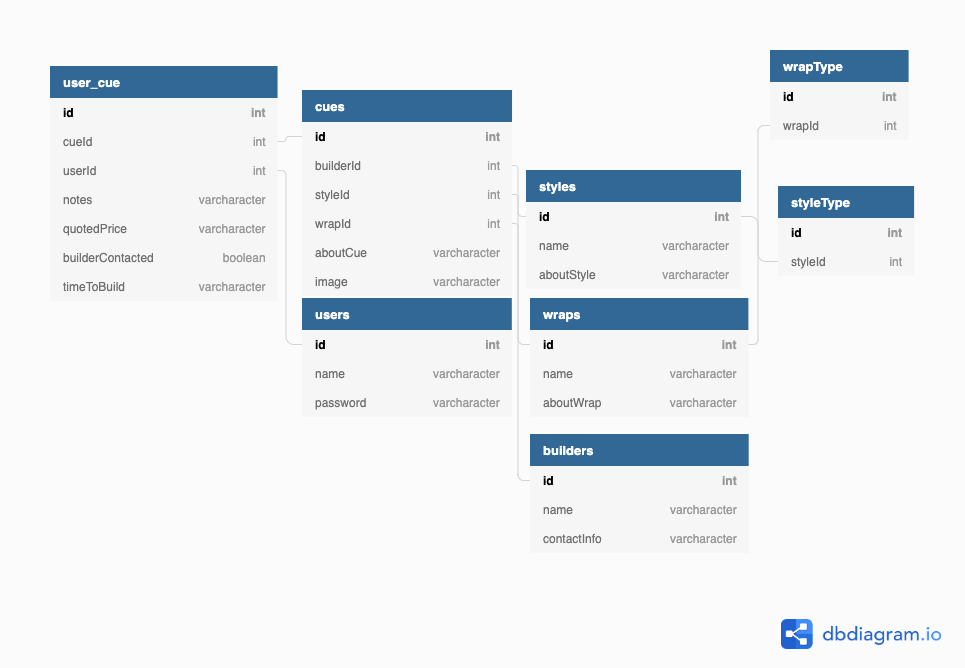 user_cue
id int
cueId int
userId int
notes varcharacter
quotedPrice varcharacter
builderContacted boolean
timeToBuild varcharacter
cues
id int
builderId int
styleId int
wrapId int
aboutCue varcharacter
image varcharacter
users
id int
name varcharacter
password varcharacter
styles
id int
name varcharacter
aboutStyle varcharacter
wraps
id int
name varcharacter
aboutWrap varcharacter
builders
id int
name varcharacter
contactInfo varcharacter
wrapType
id int
wrapId int
styleType
id int
styleId int
dbdiagram.io